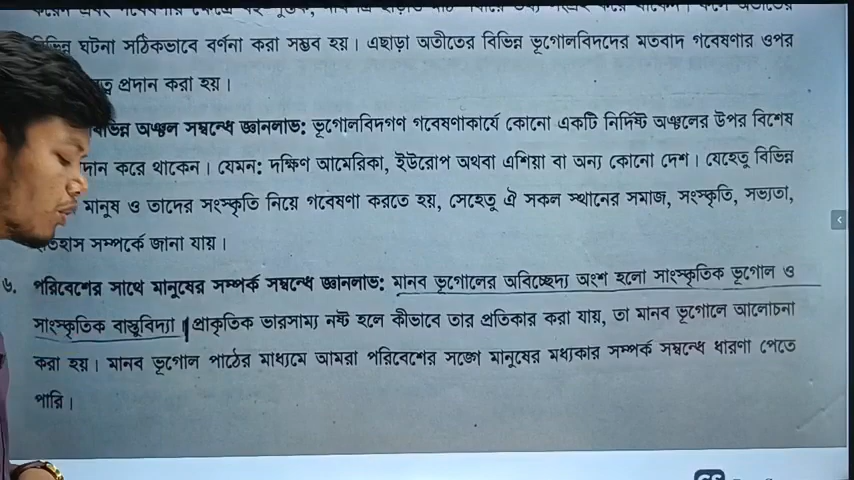 ঘটনা সঠিকভাবে বর্ণনা করা সম্ভব হয়। এছাড়া অতীতের বিভিন্ন ভূগোলবিদদের মতবাদ গবেষণার ওপর
প্রদান করা হয়।
অঞ্চল সম্বন্ধে জ্ঞানলাভ: ভূগোলবিদগণ গবেষণাকার্যে কোনো একটি নির্দিষ্ট অঞ্চলের উপর বিশেষ
দান করে থাকেন। যেমন: দক্ষিণ আমেরিকা, ইউরোপ অথবা এশিয়া বা অন্য কোনো দেশ। যেহেতু বিভিন্ন
মানুষ ও তাদের সংস্কৃতি নিয়ে গবেষণা করতে হয়, সেহেতু ঐ সকল স্থানের সমাজ, সংস্কৃতি, সভ্যতা,
সম্পর্কে জানা যায়।
৬. পরিবেশের সাথে মানুষের সম্পর্ক সম্বন্ধে জ্ঞানলাভ: মানব ভূগোলের অবিচ্ছেদ্য অংশ হলো সাংস্কৃতিক ভূগোল ও
সাংস্কৃতিক বাস্তুবিদ্যা। প্রাকৃতিক ভারসাম্য নষ্ট হলে কীভাবে তার প্রতিকার করা যায়, তা মানব ভূগোলে আলোচনা
করা হয়। মানব ভূগোল পাঠের মাধ্যমে আমরা পরিবেশের সঙ্গে মানুষের মধ্যকার সম্পর্ক সম্বন্ধে ধারণা পেতে
পারি।